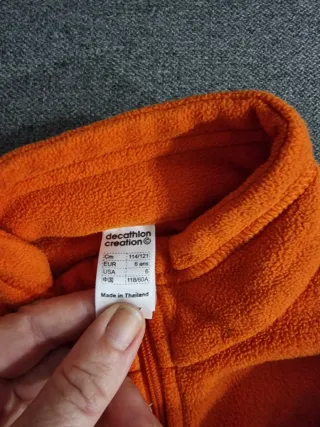 decathlon
creation©
Cm 114/121
EUR 6 ans
USA 6
中国 118/60A
Made in Thailand